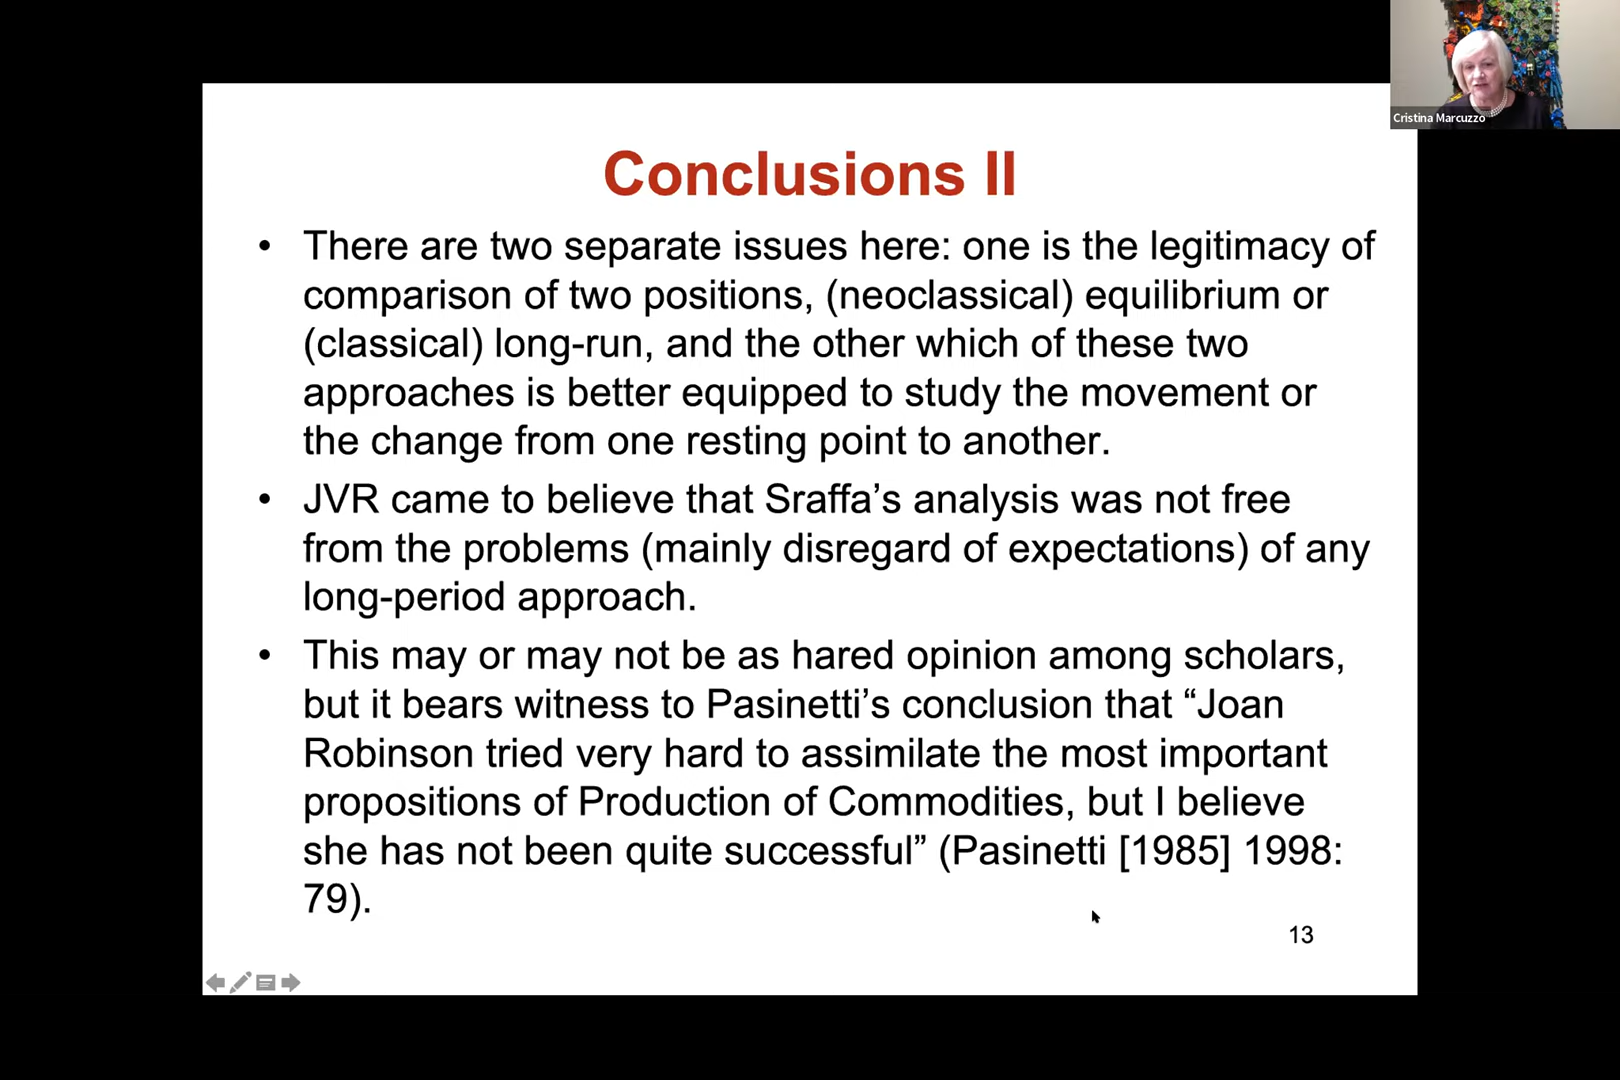 Cristina Marcuzzo
Conclusions II
• There are two separate issues here: one is the legitimacy of
comparison of two positions, (neoclassical) equilibrium or
(classical) long-run, and the other which of these two
approaches is better equipped to study the movement or
the change from one resting point to another.
• JVR came to believe that Sraffa’s analysis was not free
from the problems (mainly disregard of expectations) of any
long-period approach.
• This may or may not be as hared opinion among scholars,
but it bears witness to Pasinetti’s conclusion that “Joan
Robinson tried very hard to assimilate the most important
propositions of Production of Commodities, but I believe
she has not been quite successful” (Pasinetti [1985] 1998:
79).
13